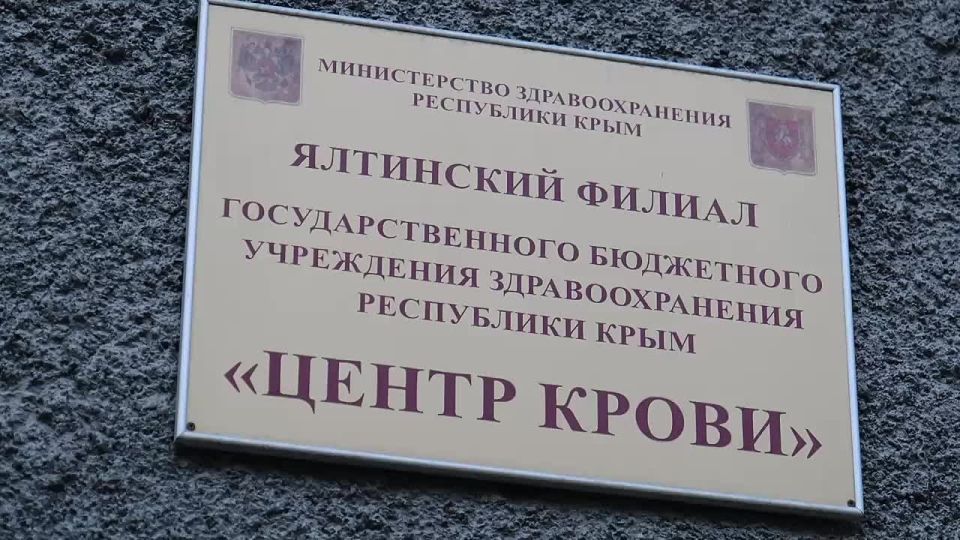 МИНИСТЕРСТВО ЗДРАВООХРАНЕНИЯ
РЕСПУБЛИКИ КРЫМ
ЯЛТИНСКИЙ ФИЛИАЛ
ГОСУДАРСТВЕННОГО БЮДЖЕТНОГО
УЧРЕЖДЕНИЯ ЗДРАВООХРАНЕНИЯ
РЕСПУБЛИКИ КРЫМ
«ЦЕНТР КРОВИ»